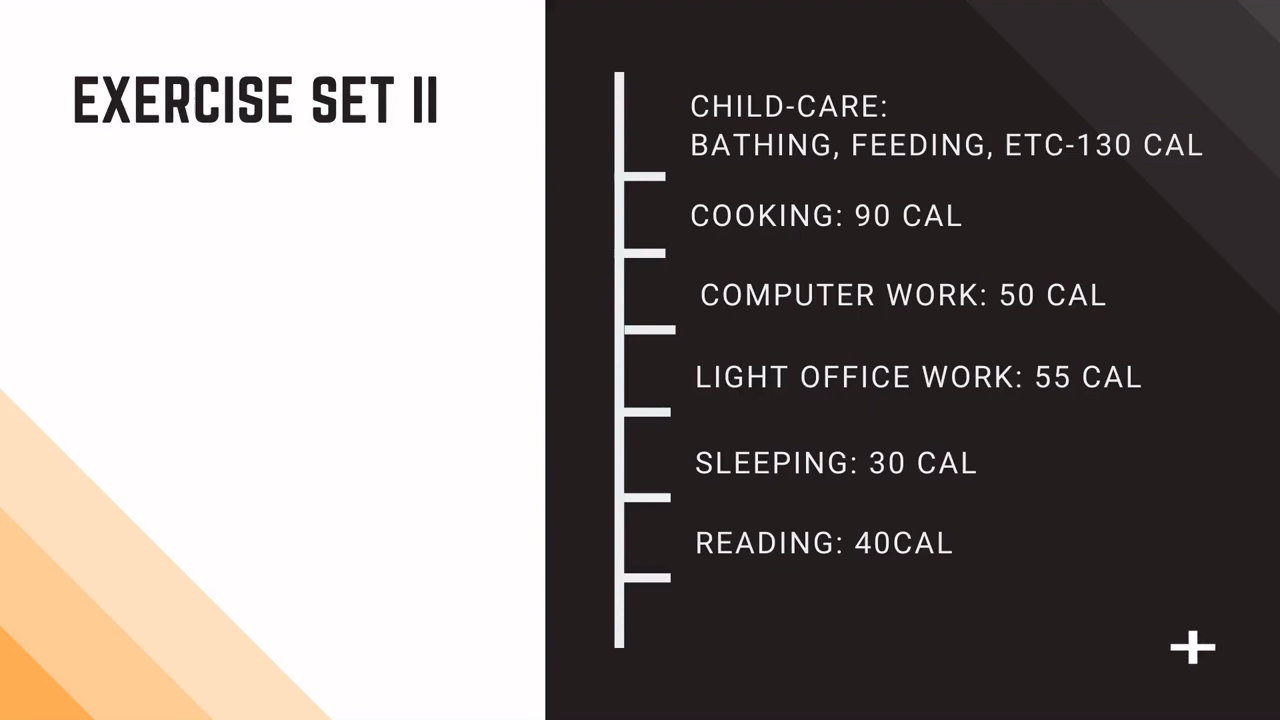 EXERCISE SET II
CHILD-CARE:
BATHING, FEEDING, ETC-130 CAL
COOKING: 90 CAL
COMPUTER WORK: 50 CAL
LIGHT OFFICE WORK: 55 CAL
SLEEPING: 30 CAL
READING: 40CAL